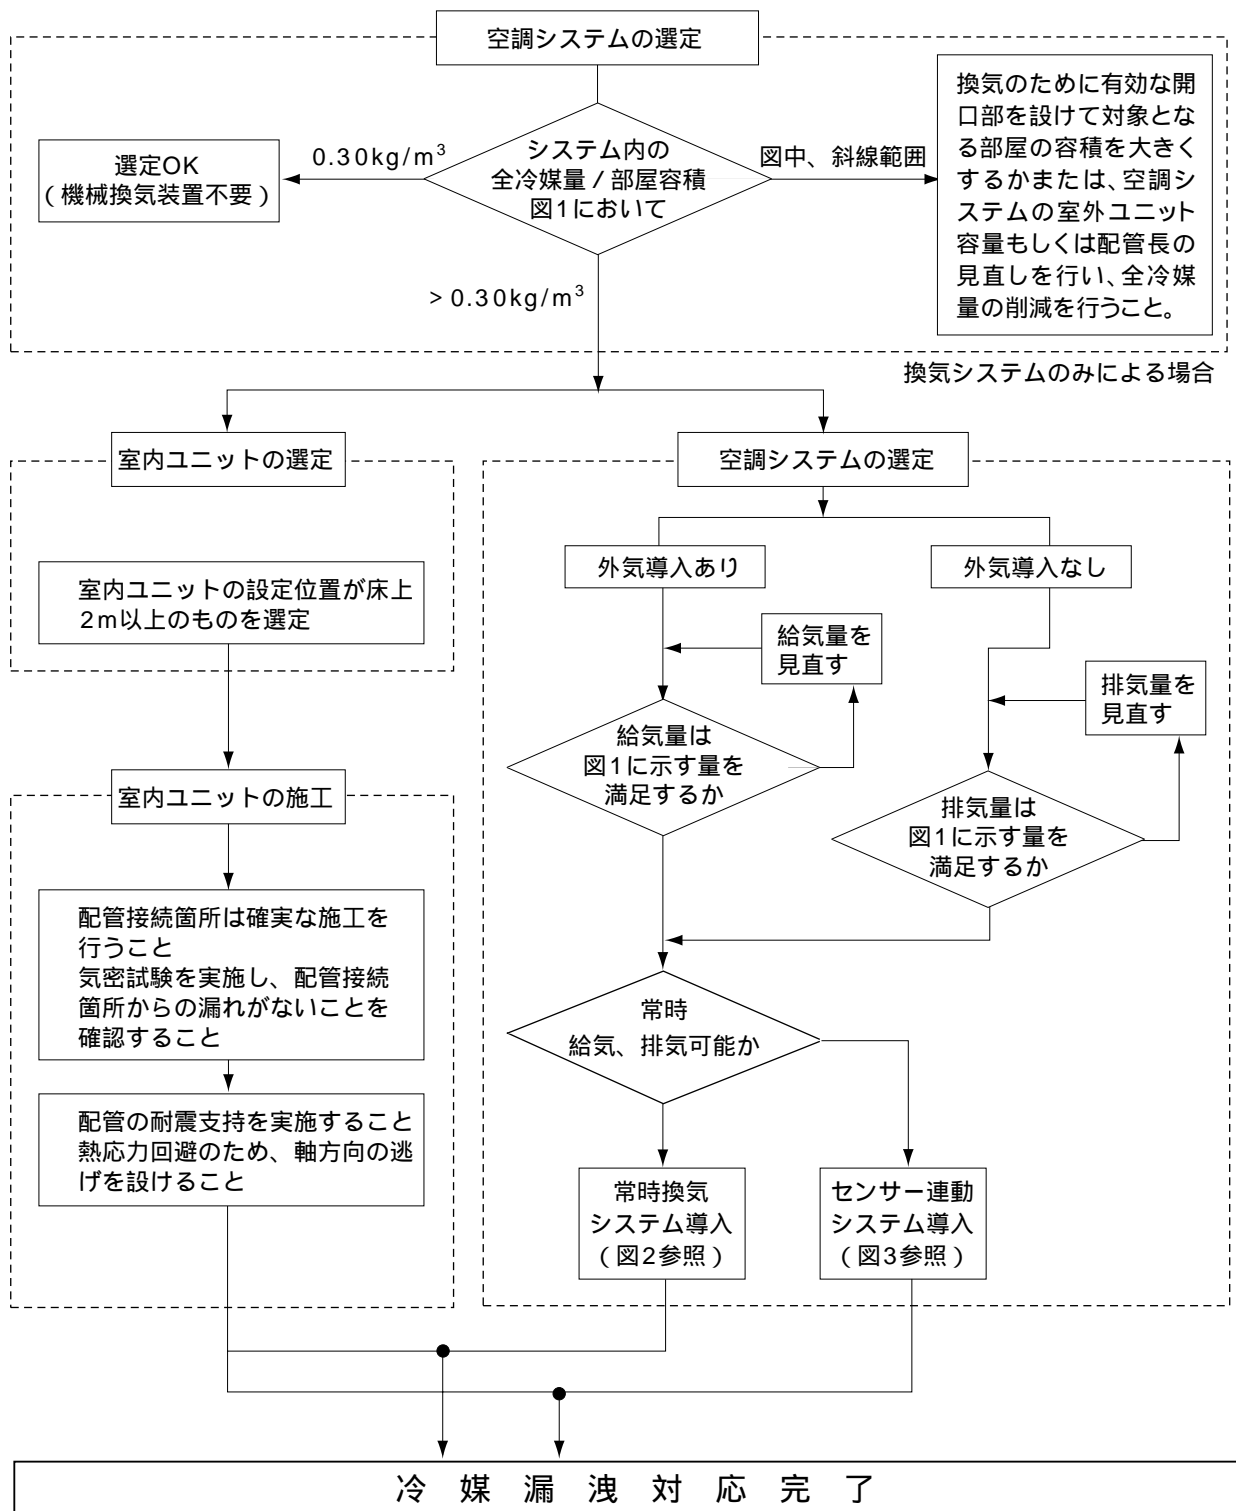 空調システムの選定
選定OK
(機械換気装置不要)
0.30kg/m³
システム内の
全冷媒量/部屋容積
図1において
図中、斜線範囲
換気のために有効な開
口部を設けて対象とな
る部屋の容積を大きく
するかまたは、空調シ
ステムの室外ユニット
容量もしくは配管長の
見直しを行い、全冷媒
量の削減を行うこと。
>0.30kg/m³
換気システムのみによる場合
室内ユニットの選定
室内ユニットの設定位置が床上
2m以上のものを選定
室内ユニットの施工
配管接続箇所は確実な施工を
行うこと
気密試験を実施し、配管接続
箇所からの漏れがないことを
確認すること
配管の耐震支持を実施すること
熱応力回避のため、軸方向の逃
げを設けること
空調システムの選定
外気導入あり
外気導入なし
給気量を
見直す
排気量を
見直す
給気量は
図1に示す量を
満足するか
排気量は
図1に示す量を
満足するか
常時
給気、排気可能か
常時換気
システム導入
(図2参照)
センサー連動
システム導入
(図3参照)
冷媒漏洩対応完了